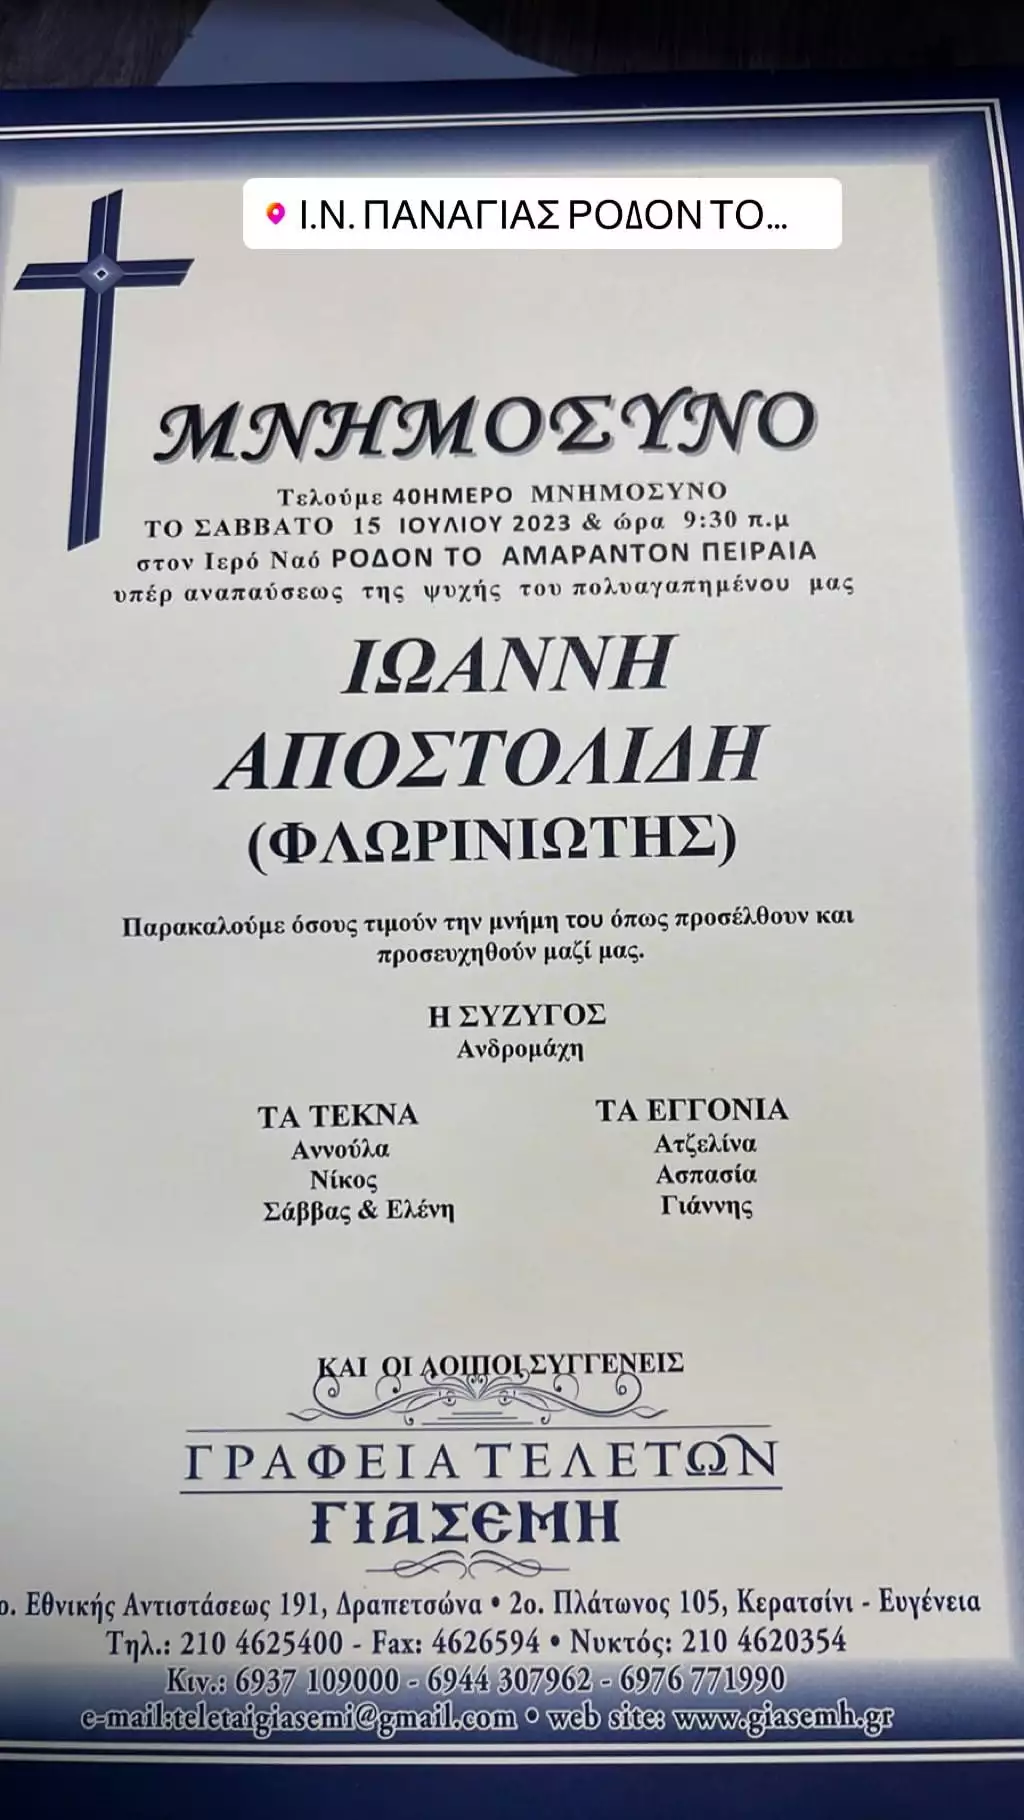 Ι.Ν. ΠΑΝΑΓΙΑΣ ΡΟΔΟΝ ΤΟ...
ΜΝΗΜΟΣΥΝΟ
Τελούμε 40ΗΜΕΡΟ ΜΝΗΜΟΣΥΝΟ
ΤΟ ΣΑΒΒΑΤΟ 15 ΙΟΥΛΙΟΥ 2023 & ώρα 9:30 π.μ
στον Ιερό Ναό ΡΟΔΟΝ ΤΟ ΑΜΑΡΑΝΤΟΝ ΠΕΙΡΑΙΑ
υπέρ αναπαύσεως της ψυχής του πολυαγαπημένου μας
ΙΩΑΝΝΗ
ΑΠΟΣΤΟΛΙΔΗ
(ΦΛΩΡΙΝΙΩΤΗΣ)
Παρακαλούμε όσους τιμούν την μνήμη του όπως προσέλθουν και
προσευχηθούν μαζί μας.
Η ΣΥΖΥΓΟΣ
Ανδρομάχη
ΤΑ ΤΕΚΝΑ
Αννούλα
Νίκος
Σάββας & Ελένη
ΤΑ ΕΓΓΟΝΙΑ
Ατζελίνα
Ασπασία
Γιάννης
ΚΑΙ ΟΙ ΛΟΙΠΟΙ ΣΥΓΓΕΝΕΙΣ
ΓΡΑΦΕΙΑ ΤΕΛΕΤΩΝ
ΓΙΑΣΕΜΗ
ο. Εθνικής Αντιστάσεως 191, Δραπετσώνα • 2ο. Πλάτωνος 105, Κερατσίνι - Ευγένεια
Τηλ.: 210 4625400 - Fax: 4626594 • Νυκτός: 210 4620354
Κιν.: 6937 109000 - 6944 307962 - 6976 771990
e-mail:teletaigiasemi@gmail.com • web site: www.giasemh.gr